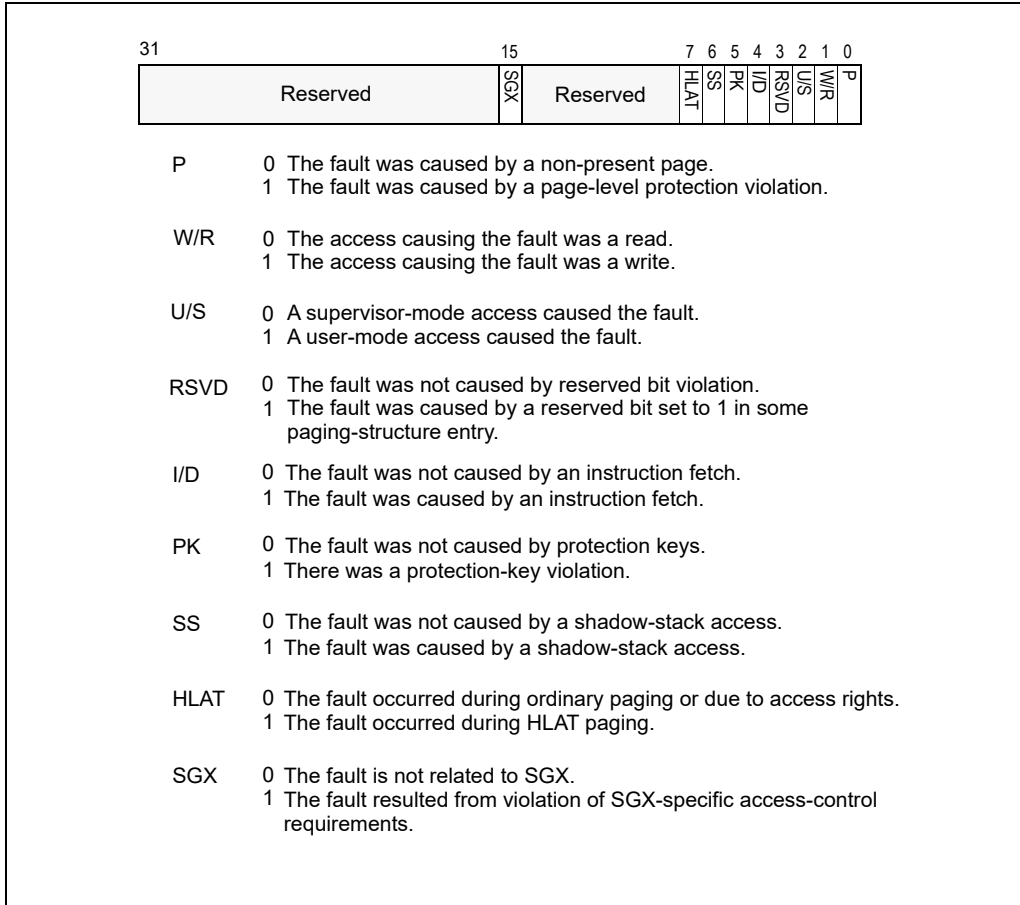 31 15 7 6 5 4 3 2 1 0
Reserved SGX Reserved HLAT SS PK I/D RSVD U/S W/R P
P 0 The fault was caused by a non-present page.
1 The fault was caused by a page-level protection violation.
W/R 0 The access causing the fault was a read.
1 The access causing the fault was a write.
U/S 0 A supervisor-mode access caused the fault.
1 A user-mode access caused the fault.
RSVD 0 The fault was not caused by reserved bit violation.
1 The fault was caused by a reserved bit set to 1 in some
paging-structure entry.
I/D 0 The fault was not caused by an instruction fetch.
1 The fault was caused by an instruction fetch.
PK 0 The fault was not caused by protection keys.
1 There was a protection-key violation.
SS 0 The fault was not caused by a shadow-stack access.
1 The fault was caused by a shadow-stack access.
HLAT 0 The fault occurred during ordinary paging or due to access rights.
1 The fault occurred during HLAT paging.
SGX 0 The fault is not related to SGX.
1 The fault resulted from violation of SGX-specific access-control
requirements.